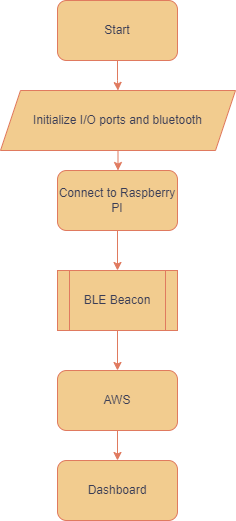 Start
Initialize I/O ports and bluetooth
Connect to Raspberry
PI
BLE Beacon
AWS
Dashboard